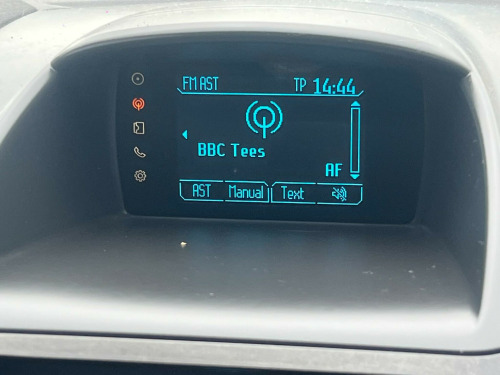 FM AST TP 14:44
BBC Tees
AF
AST Manual Text